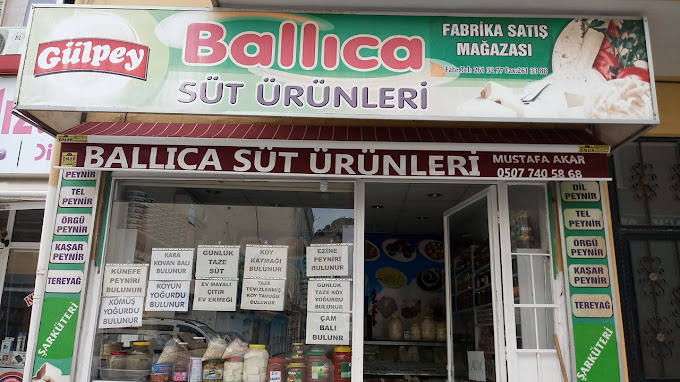 Gülpey
Ballıca
SÜT ÜRÜNLERİ
FABRİKA SATIŞ
MAĞAZASI
BALLICA SÜT ÜRÜNLERİ
MUSTAFA AKAR
0507 740 58 68
PEYNİR
TEL
PEYNİR
ÖRGÜ
PEYNİR
KAŞAR
PEYNİR
TEREYAĞ
ŞARKÜTERİ
KÜNEFE
PEYNİRİ
BULUNUR
KÖMÜŞ
YOĞURDU
BULUNUR
KARA
KOVAN BALI
BULUNUR
KOYUN
YOĞURDU
BULUNUR
GÜNLÜK
TAZE
SÜT
EV MAYALI
ÇITIR
EV EKMEĞİ
KÖY
KAYMAĞI
BULUNUR
TAZE
TEMİZLENMİŞ
KÖY TAVUĞU
BULUNUR
EZİNE
PEYNİRİ
BULUNUR
GÜNLÜK
TAZE KÖY
YOĞURDU
BULUNUR
ÇAM
BALI
BULUNUR
DİL
PEYNİR
TEL
PEYNİR
ÖRGÜ
PEYNİR
KAŞAR
PEYNİR
TEREYAĞ
ŞARKÜTERİ